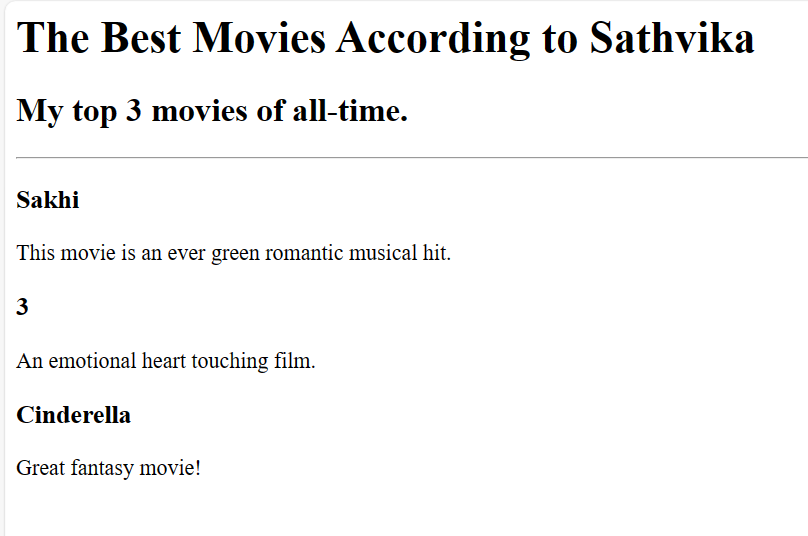 The Best Movies According to Sathvika
My top 3 movies of all-time.
Sakhi
This movie is an ever green romantic musical hit.
3
An emotional heart touching film.
Cinderella
Great fantasy movie!